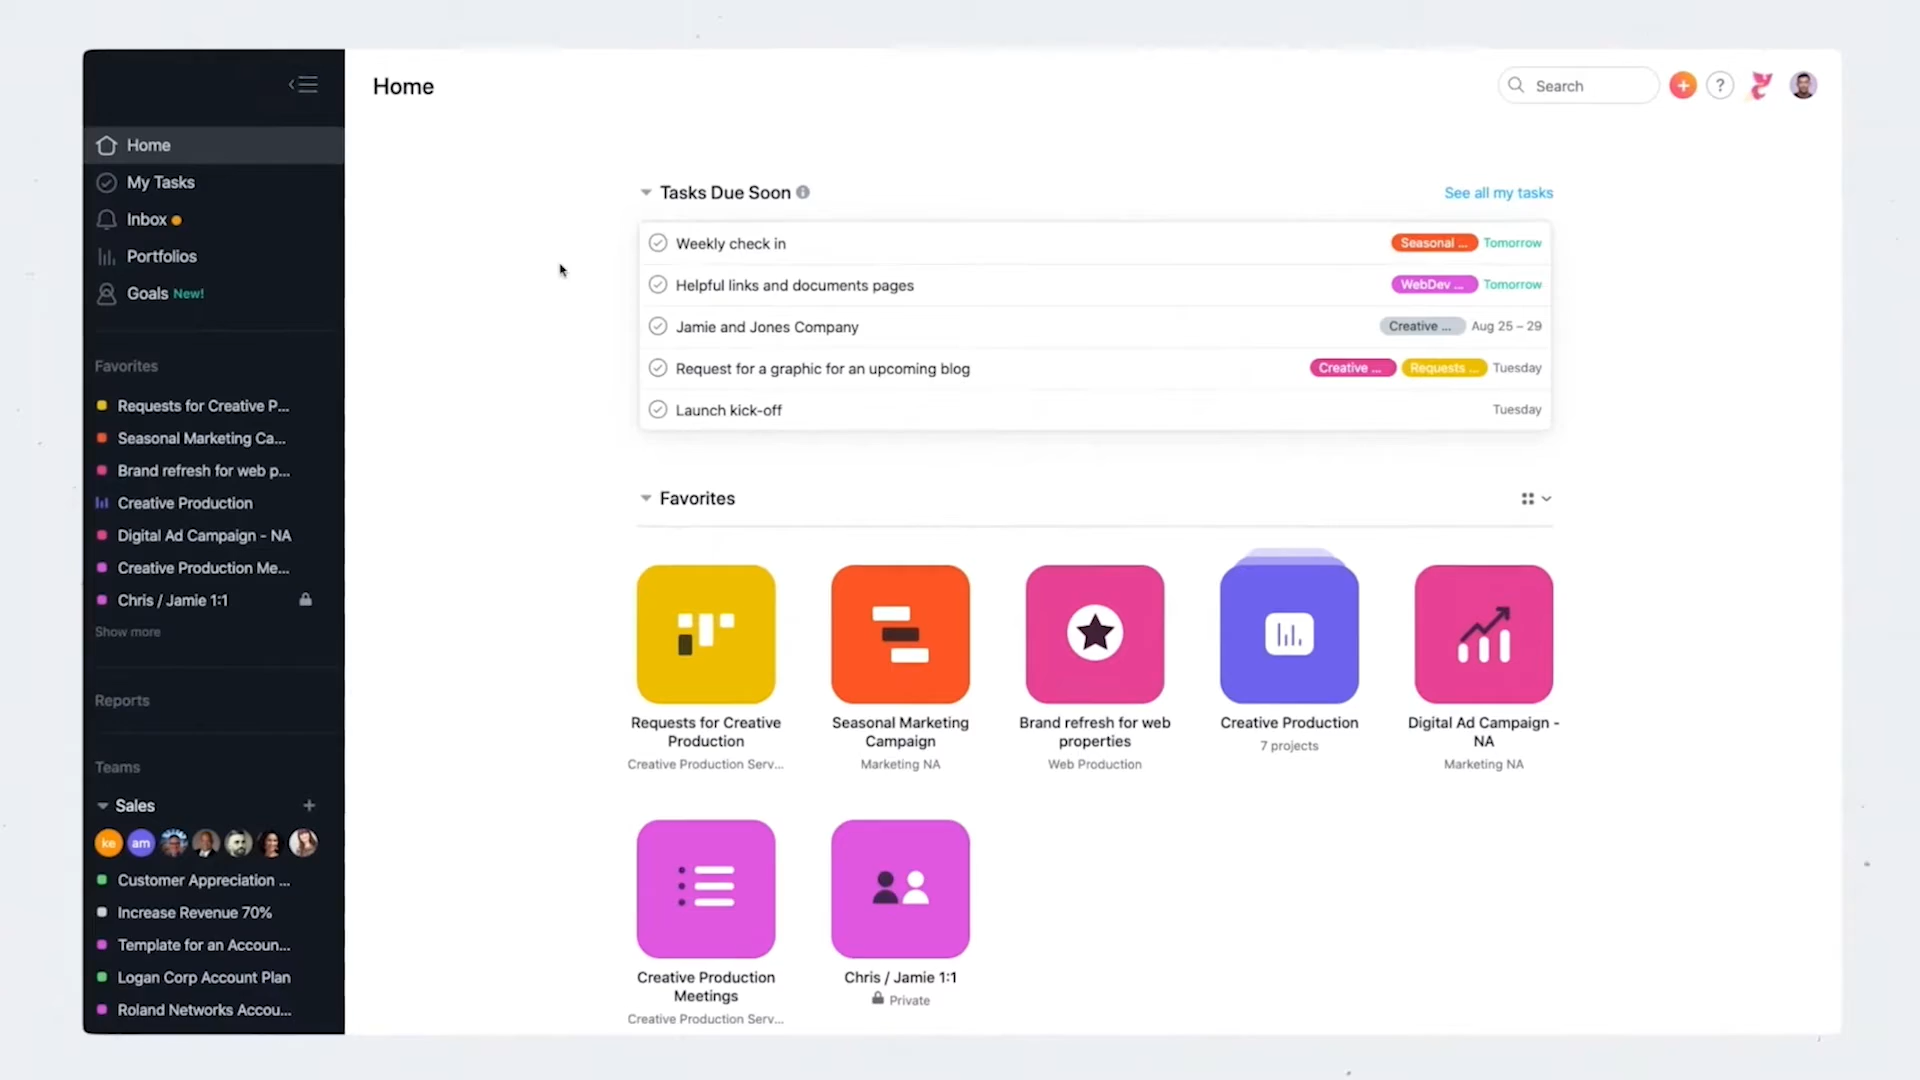 Home
Search
?
Home
My Tasks
Inbox
Portfolios
Goals New!
Favorites
Requests for Creative P...
Seasonal Marketing Ca...
Brand refresh for web p...
Creative Production
Digital Ad Campaign - NA
Creative Production Me...
Chris / Jamie 1:1
Show more
Reports
Teams
Sales
ke am
Customer Appreciation ...
Increase Revenue 70%
Template for an Accoun...
Logan Corp Account Plan
Roland Networks Accou...
Tasks Due Soon
See all my tasks
Weekly check in Seasonal ... Tomorrow
Helpful links and documents pages WebDev ... Tomorrow
Jamie and Jones Company Creative ... Aug 25 – 29
Request for a graphic for an upcoming blog Creative ... Requests ... Tuesday
Launch kick-off Tuesday
Favorites
Requests for Creative
Production
Creative Production Serv...
Seasonal Marketing
Campaign
Marketing NA
Brand refresh for web
properties
Web Production
Creative Production
7 projects
Digital Ad Campaign -
NA
Marketing NA
Creative Production
Meetings
Creative Production Serv...
Chris / Jamie 1:1
Private